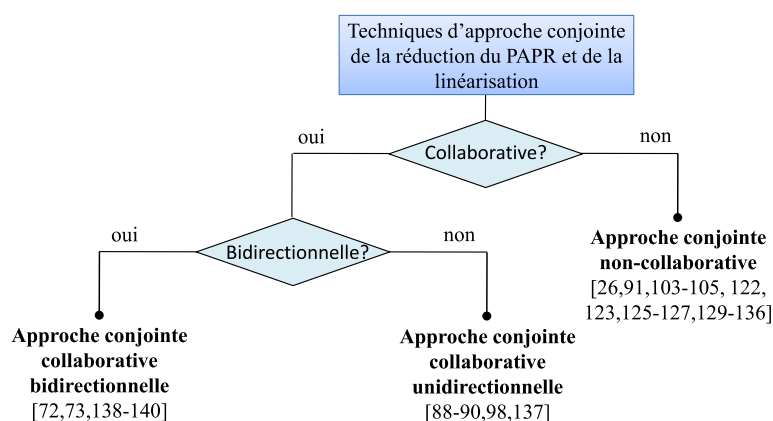 Techniques d'approche conjointe
de la réduction du PAPR et de la
linéarisation
oui
Collaborative?
non
oui
Bidirectionnelle?
non
Approche conjointe
non-collaborative
[26,91,103-105, 122,
123,125-127,129-136]
Approche conjointe
collaborative
bidirectionnelle
[72,73,138-140]
Approche conjointe
collaborative
unidirectionnelle
[88-90,98,137]